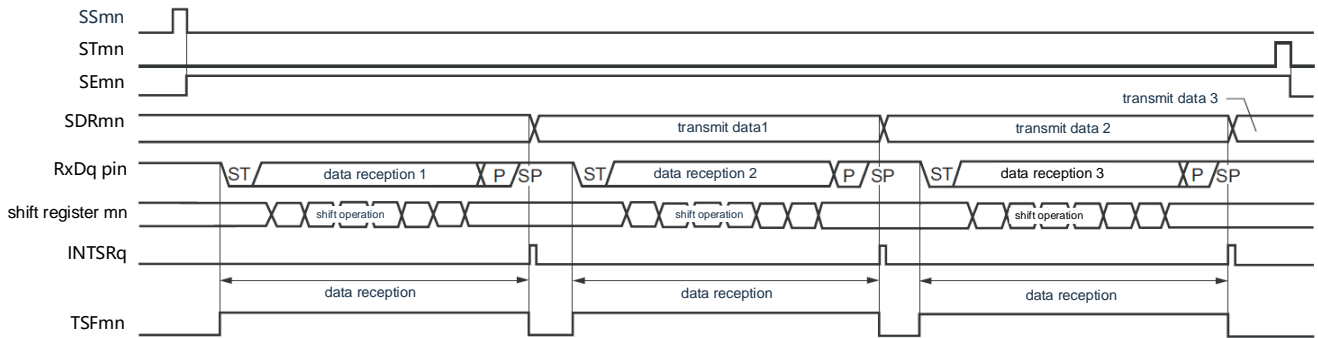 SSmn
STmn
SEmn
transmit data 3
SDRmn transmit data1 transmit data 2
RxDq pin ST data reception 1 P SP ST data reception 2 P SP ST data reception 3 P SP
shift register mn shift operation shift operation shift operation
INTSRq
data reception data reception data reception
TSFmn